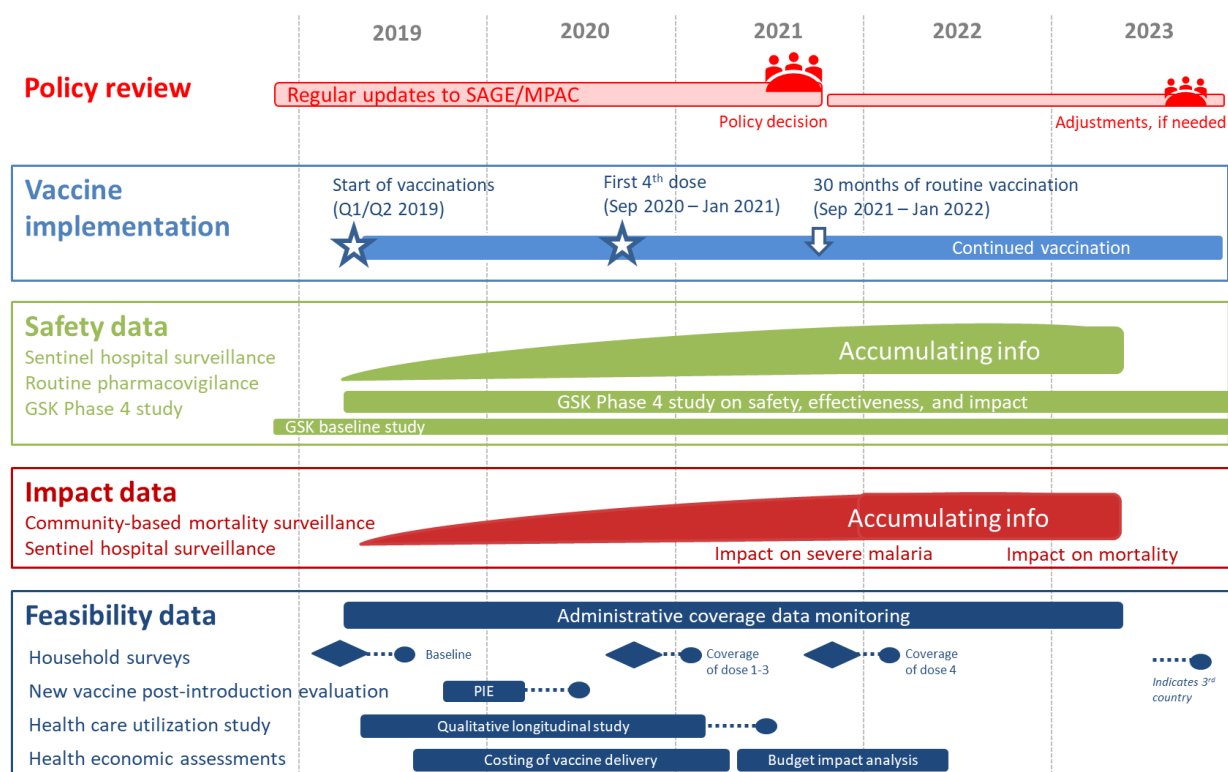 2019 2020 2021 2022 2023
Policy review
Regular updates to SAGE/MPAC
Policy decision
Adjustments, if needed
Vaccine
implementation
Start of vaccinations
(Q1/Q2 2019)
First 4th dose
(Sep 2020 – Jan 2021)
30 months of routine vaccination
(Sep 2021 – Jan 2022)
Continued vaccination
Safety data
Sentinel hospital surveillance
Routine pharmacovigilance
GSK Phase 4 study
Accumulating info
GSK Phase 4 study on safety, effectiveness, and impact
GSK baseline study
Impact data
Community-based mortality surveillance
Sentinel hospital surveillance
Accumulating info
Impact on severe malaria
Impact on mortality
Feasibility data
Administrative coverage data monitoring
Household surveys
Baseline
Coverage
of dose 1-3
Coverage
of dose 4
Indicates 3rd
country
New vaccine post-introduction evaluation
PIE
Health care utilization study
Qualitative longitudinal study
Health economic assessments
Costing of vaccine delivery
Budget impact analysis